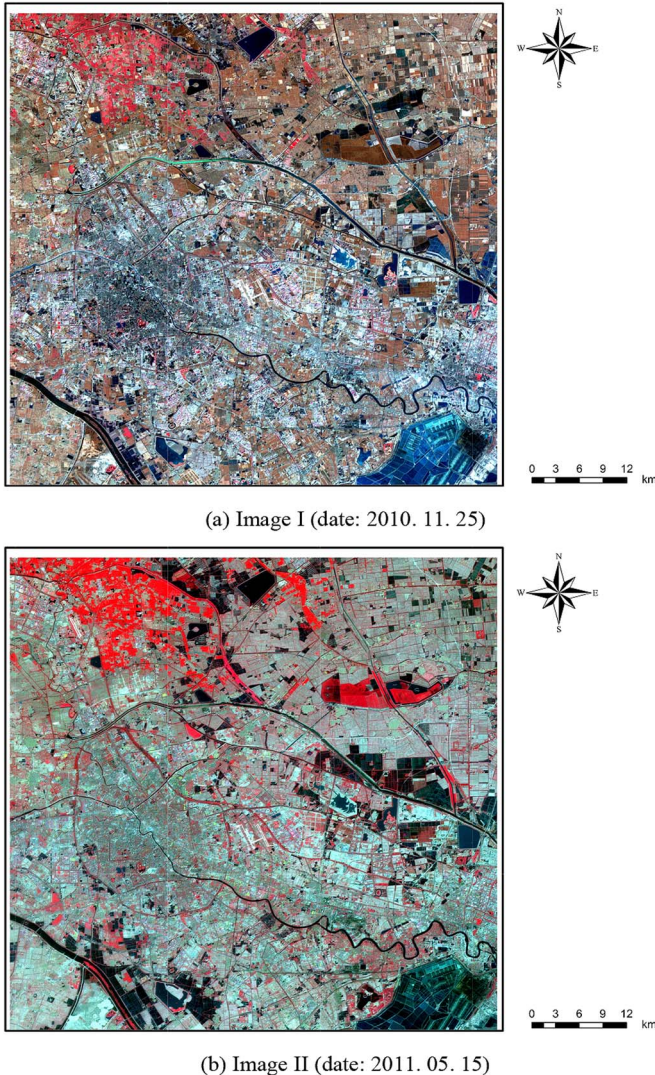 N
W E
S
0 3 6 9 12
km
(a) Image I (date: 2010. 11. 25)
N
W E
S
0 3 6 9 12
km
(b) Image II (date: 2011. 05. 15)